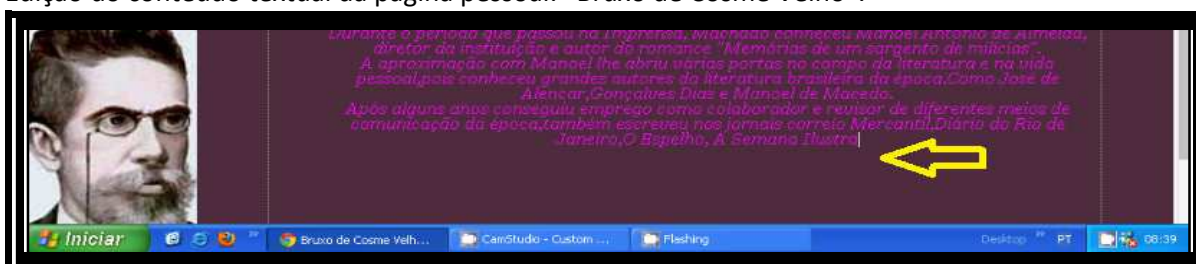 Edição do conteúdo textual da página pessoal: "Bruxo de Cosme Velho".
Durante o período que passou na Imprensa, Machado conheceu Manoel Antonio de Almeida,
diretor da instituição e autor do romance "Memórias de um sargento de milícias".
A aproximação com Manoel lhe abriu várias portas no campo da literatura e na vida
pessoal,pois conheceu grandes autores da literatura brasileira da época.Como José de
Alencar,Gonçalves Dias e Manoel de Macedo.
Após alguns anos conseguiu emprego como colaborador e revisor de diferentes meios de
comunicação da época,também escreveu nos jornais correio Mercantil,Diário do Rio de
Janeiro,O Espelho, A Semana Ilustra
Iniciar Bruxo de Cosme Velh... CamStudio - Custom ... Flashing Desktop PT 08:39